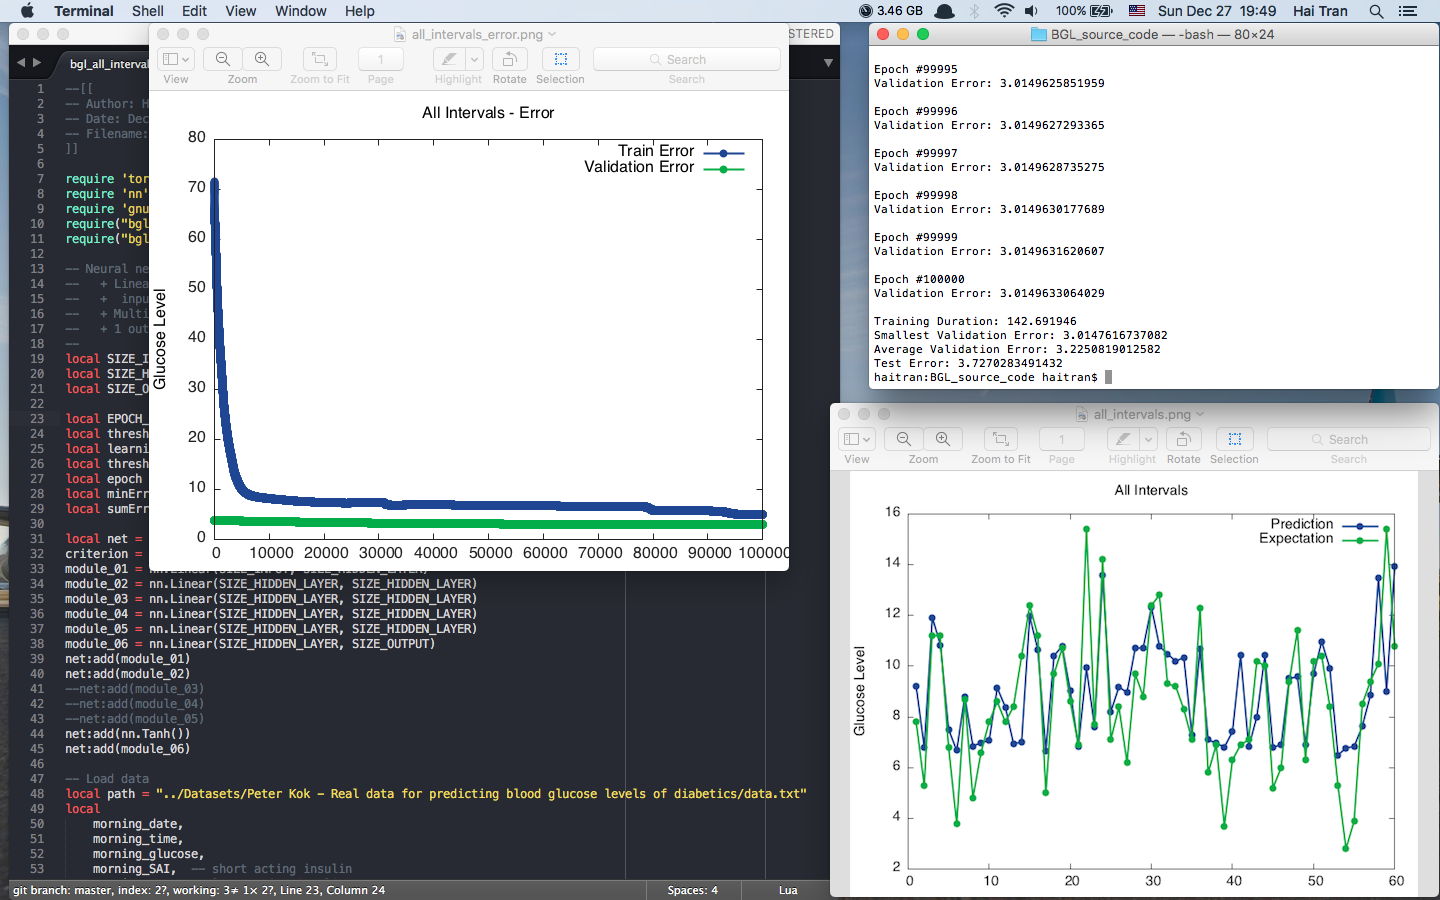 Terminal Shell Edit View Window Help 3.46 GB 100% Sun Dec 27 19:49 Hai Tran
all_intervals_error.png
View Zoom Zoom to Fit Page Highlight Rotate Selection Search
1
Search
All Intervals - Error
Train Error
Validation Error
Glucose Level
80
70
60
50
40
30
20
10
0
0 10000 20000 30000 40000 50000 60000 70000 80000 90000 100000
STERED
bgl_all_interva
1 --[[
2 -- Author: H
3 -- Date: Dec
4 -- Filename:
5 ]]
6
7 require 'tor
8 require 'nn'
9 require 'gnu
10 require("bgl
11 require("bgl
12
13 -- Neural ne
14 --   + Linea
15 --   +  inpu
16 --   + Multi
17 --   + 1 out
18 --
19 local SIZE_I
20 local SIZE_H
21 local SIZE_O
22
23 local EPOCH_
24 local thresh
25 local learni
26 local thresh
27 local epoch
28 local minErr
29 local sumErr
30
31 local net =
32 criterion =
33 module_01 = nn.Linear(SIZE_INPUT, SIZE_HIDDEN_LAYER)
34 module_02 = nn.Linear(SIZE_HIDDEN_LAYER, SIZE_HIDDEN_LAYER)
35 module_03 = nn.Linear(SIZE_HIDDEN_LAYER, SIZE_HIDDEN_LAYER)
36 module_04 = nn.Linear(SIZE_HIDDEN_LAYER, SIZE_HIDDEN_LAYER)
37 module_05 = nn.Linear(SIZE_HIDDEN_LAYER, SIZE_HIDDEN_LAYER)
38 module_06 = nn.Linear(SIZE_HIDDEN_LAYER, SIZE_OUTPUT)
39 net:add(module_01)
40 net:add(module_02)
41 --net:add(module_03)
42 --net:add(module_04)
43 --net:add(module_05)
44 net:add(nn.Tanh())
45 net:add(module_06)
46
47 -- Load data
48 local path = "../Datasets/Peter Kok - Real data for predicting blood glucose levels of diabetics/data.txt"
49 local
50     morning_date,
51     morning_time,
52     morning_glucose,
53     morning_SAI,  -- short acting insulin
git branch: master, index: 2?, working: 3≠ 1× 2?, Line 23, Column 24 Spaces: 4 Lua
BGL_source_code — -bash — 80×24
Epoch #99995
Validation Error: 3.0149625851959
Epoch #99996
Validation Error: 3.0149627293365
Epoch #99997
Validation Error: 3.0149628735275
Epoch #99998
Validation Error: 3.0149630177689
Epoch #99999
Validation Error: 3.0149631620607
Epoch #100000
Validation Error: 3.0149633064029
Training Duration: 142.691946
Smallest Validation Error: 3.0147616737082
Average Validation Error: 3.2250819012582
Test Error: 3.7270283491432
haitran:BGL_source_code haitran$
all_intervals.png
1
Search
View Zoom Zoom to Fit Page Highlight Rotate Selection Search
All Intervals
Prediction
Expectation
Glucose Level
16
14
12
10
8
6
4
2
0 10 20 30 40 50 60